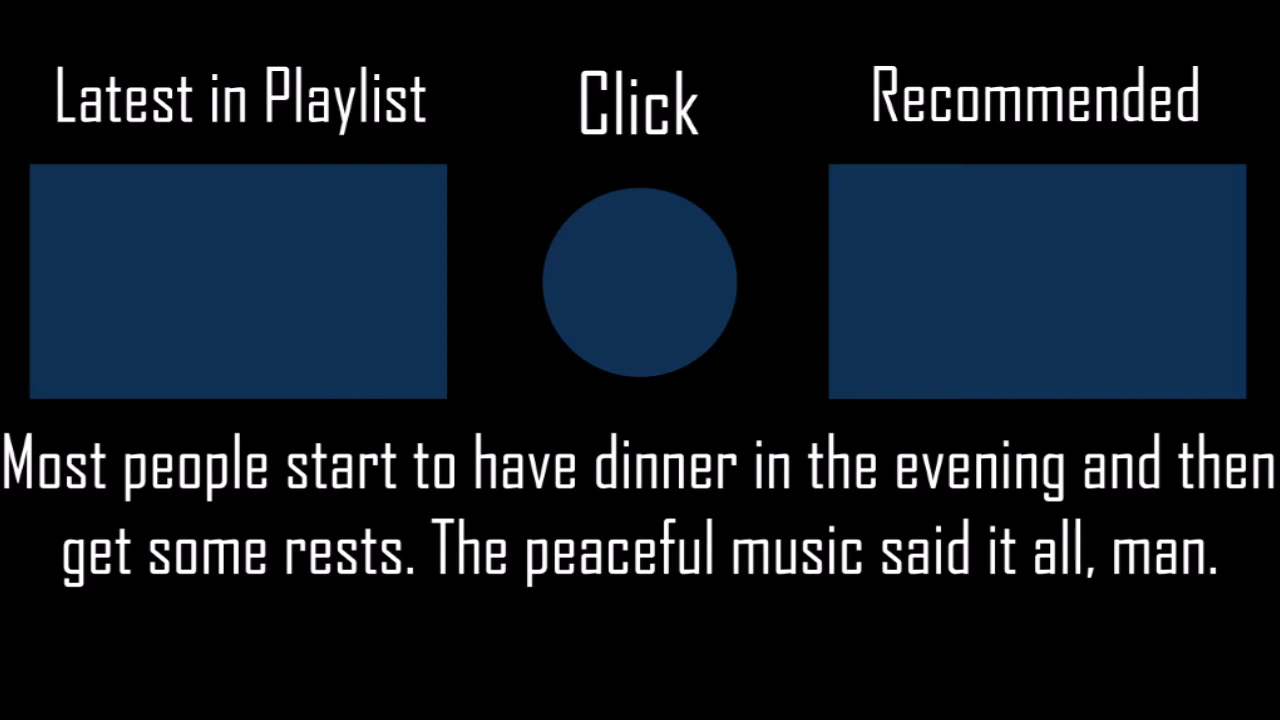 Latest in Playlist
Click
Recommended
Most people start to have dinner in the evening and then
get some rests. The peaceful music said it all, man.